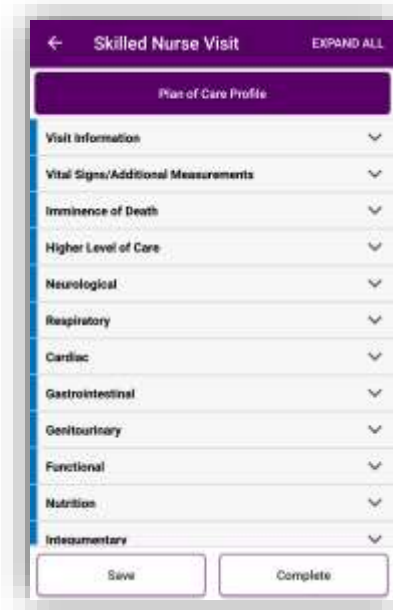 Skilled Nurse Visit EXPAND ALL
Plan of Care Profile
Visit Information
Vital Signs/Additional Measurements
Imminence of Death
Higher Level of Care
Neurological
Respiratory
Cardiac
Gastrointestinal
Genitourinary
Functional
Nutrition
Integumentary
Save Complete